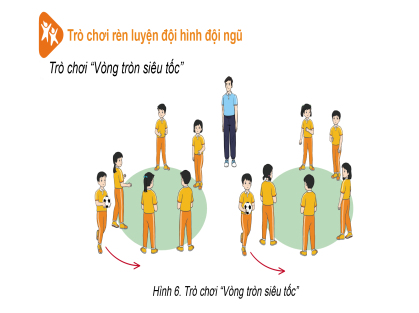 Trò chơi rèn luyện đội hình đội ngũ
Trò chơi "Vòng tròn siêu tốc"
Hình 6. Trò chơi "Vòng tròn siêu tốc"